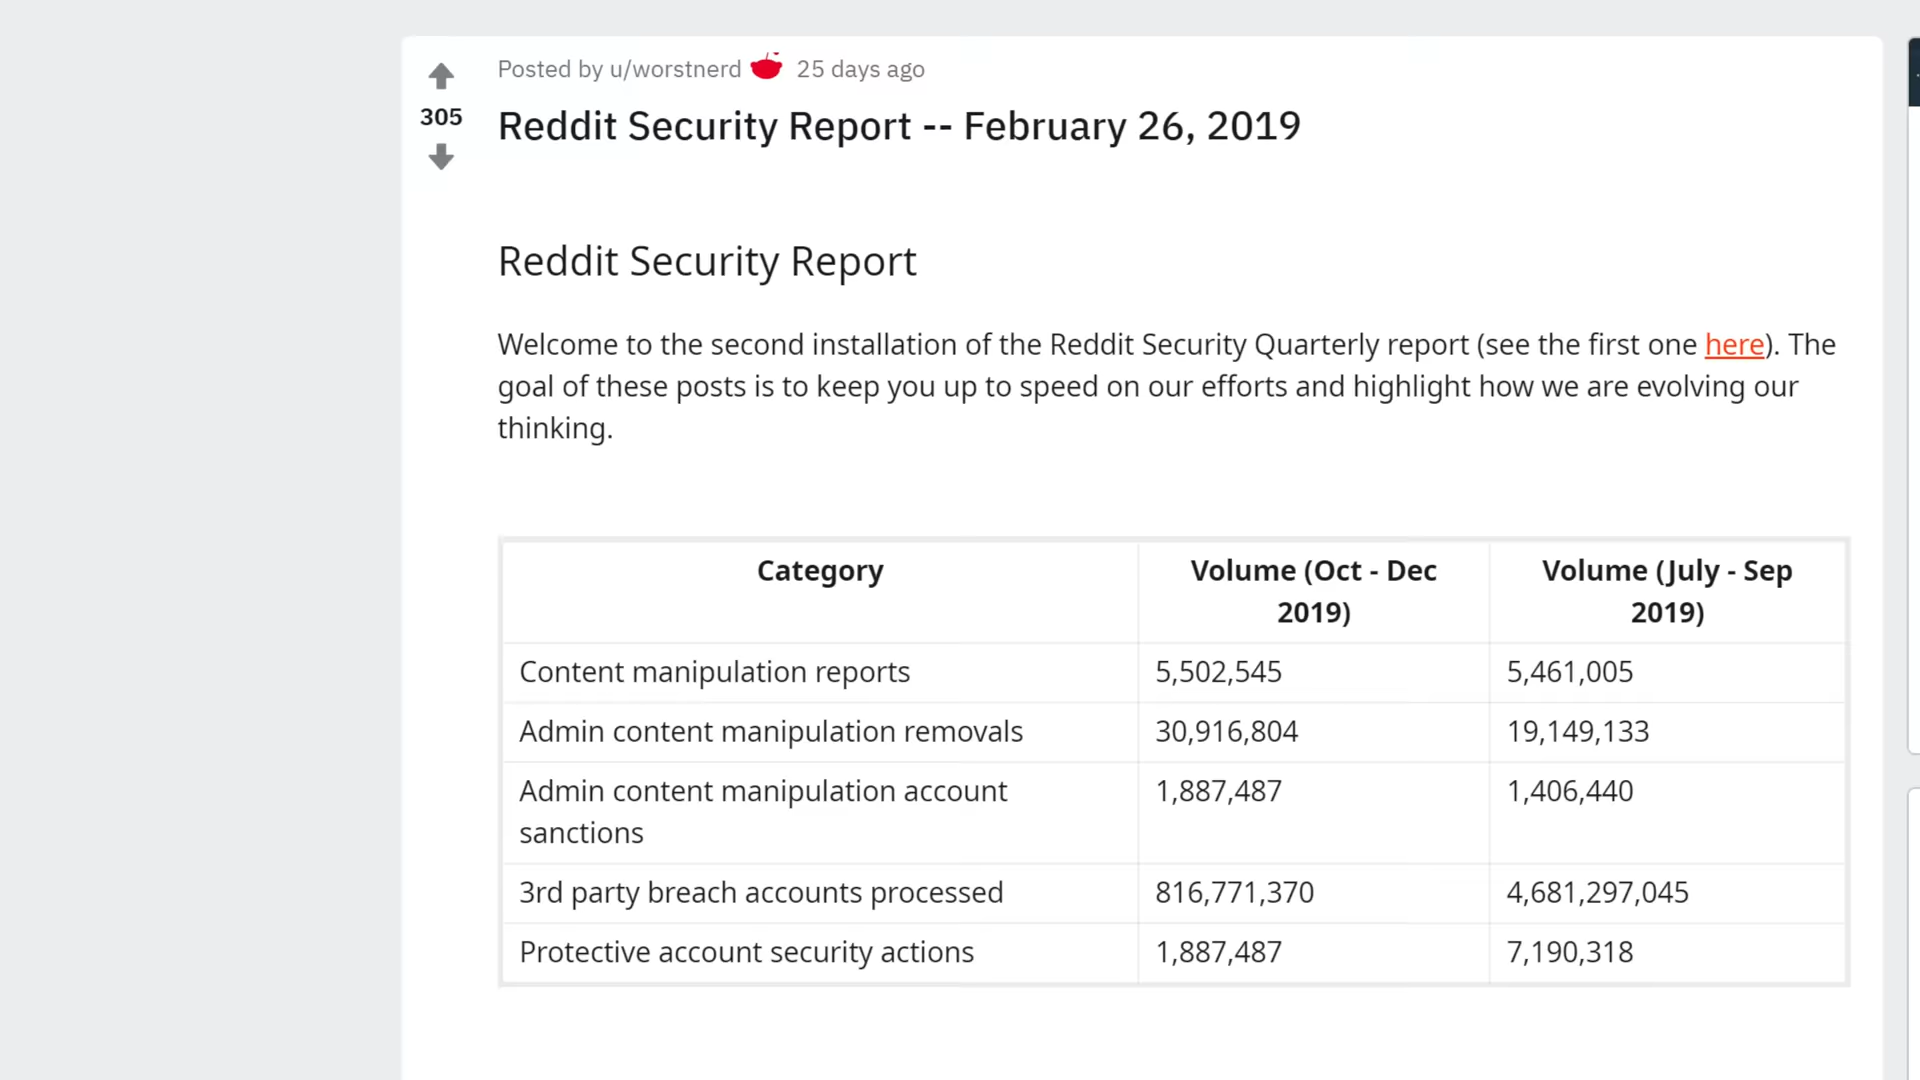 Posted by u/worstnerd 25 days ago
305
Reddit Security Report -- February 26, 2019
Reddit Security Report
Welcome to the second installation of the Reddit Security Quarterly report (see the first one here). The
goal of these posts is to keep you up to speed on our efforts and highlight how we are evolving our
thinking.
Category Volume (Oct - Dec 2019) Volume (July - Sep 2019)
Content manipulation reports 5,502,545 5,461,005
Admin content manipulation removals 30,916,804 19,149,133
Admin content manipulation account sanctions 1,887,487 1,406,440
3rd party breach accounts processed 816,771,370 4,681,297,045
Protective account security actions 1,887,487 7,190,318